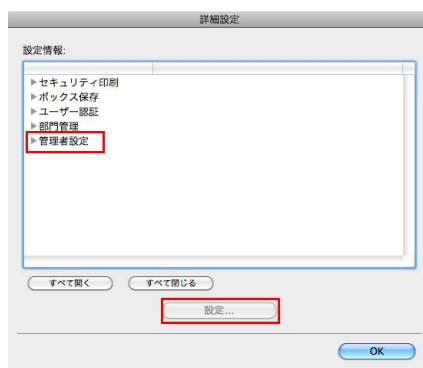 詳細設定
設定情報:
▶セキュリティ印刷
▶ボックス保存
▶ユーザー認証
▶部門管理
▶管理者設定
すべて開く
すべて閉じる
設定...
OK